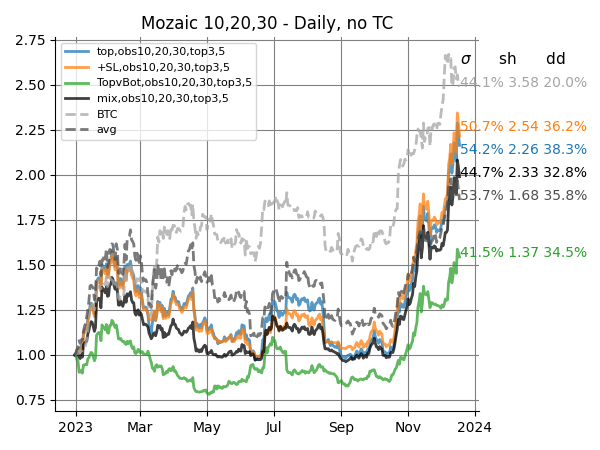 Mozaic 10,20,30 - Daily, no TC
2.75
2.50
2.25
2.00
1.75
1.50
1.25
1.00
0.75
top,obs10,20,30,top3,5
+SL,obs10,20,30,top3,5
TopvBot,obs10,20,30,top3,5
mix,obs10,20,30,top3,5
BTC
avg
σ sh dd
44.1% 3.58 20.0%
50.7% 2.54 36.2%
54.2% 2.26 38.3%
44.7% 2.33 32.8%
53.7% 1.68 35.8%
41.5% 1.37 34.5%
2023 Mar May Jul Sep Nov 2024